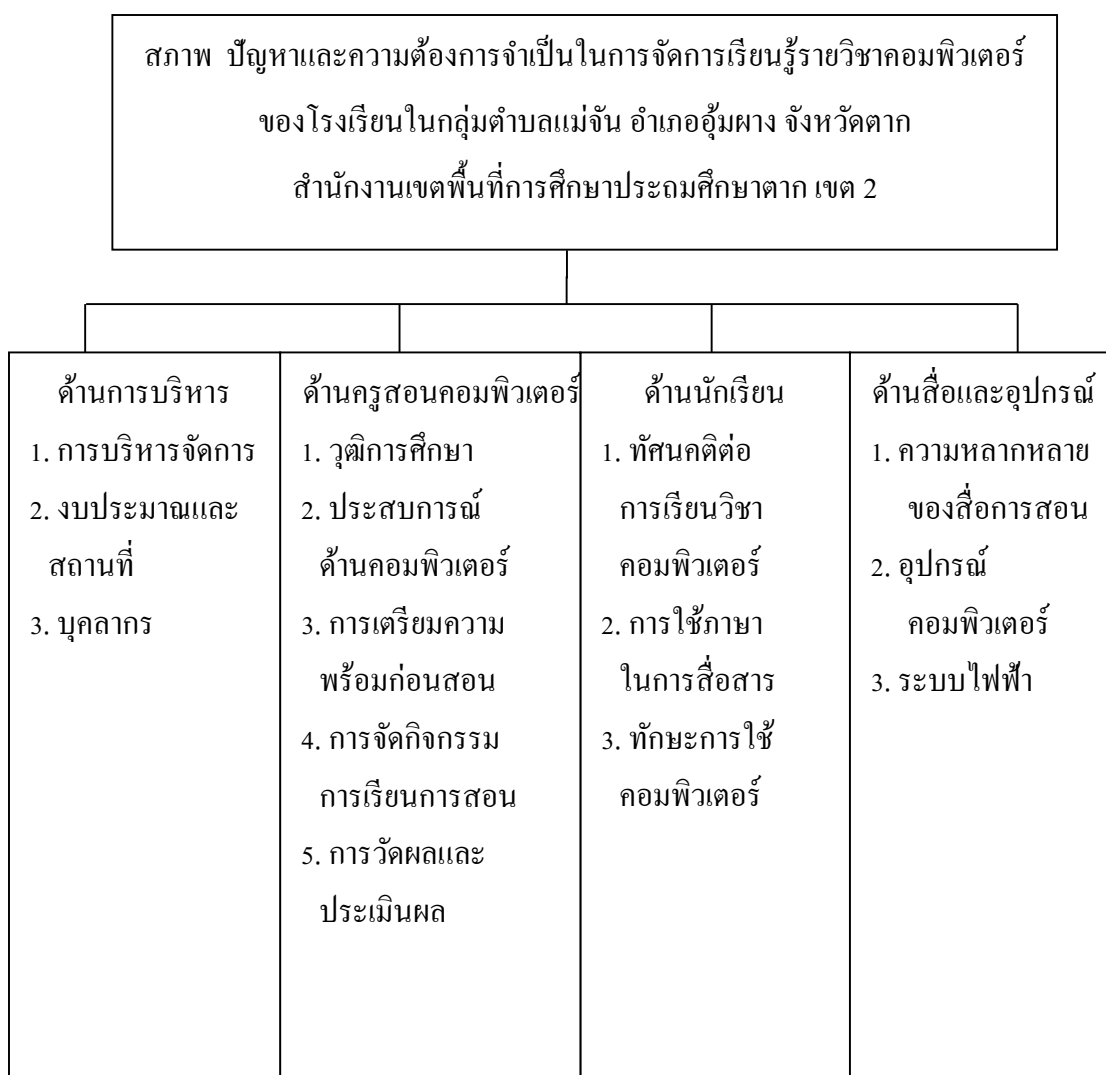 สภาพ ปัญหาและความต้องการจำเป็นในการจัดการเรียนรู้รายวิชาคอมพิวเตอร์
ของโรงเรียนในกลุ่มตำบลแม่จัน อำเภออุ้มผาง จังหวัดตาก
สำนักงานเขตพื้นที่การศึกษาประถมศึกษาตาก เขต 2
ด้านการบริหาร
1. การบริหารจัดการ
2. งบประมาณและ
สถานที่
3. บุคลากร
ด้านครูสอนคอมพิวเตอร์
1. วุฒิการศึกษา
2. ประสบการณ์
ด้านคอมพิวเตอร์
3. การเตรียมความ
พร้อมก่อนสอน
4. การจัดกิจกรรม
การเรียนการสอน
5. การวัดผลและ
ประเมินผล
ด้านนักเรียน
1. ทัศนคติต่อ
การเรียนวิชา
คอมพิวเตอร์
2. การใช้ภาษา
ในการสื่อสาร
3. ทักษะการใช้
คอมพิวเตอร์
ด้านสื่อและอุปกรณ์
1. ความหลากหลาย
ของสื่อการสอน
2. อุปกรณ์
คอมพิวเตอร์
3. ระบบไฟฟ้า